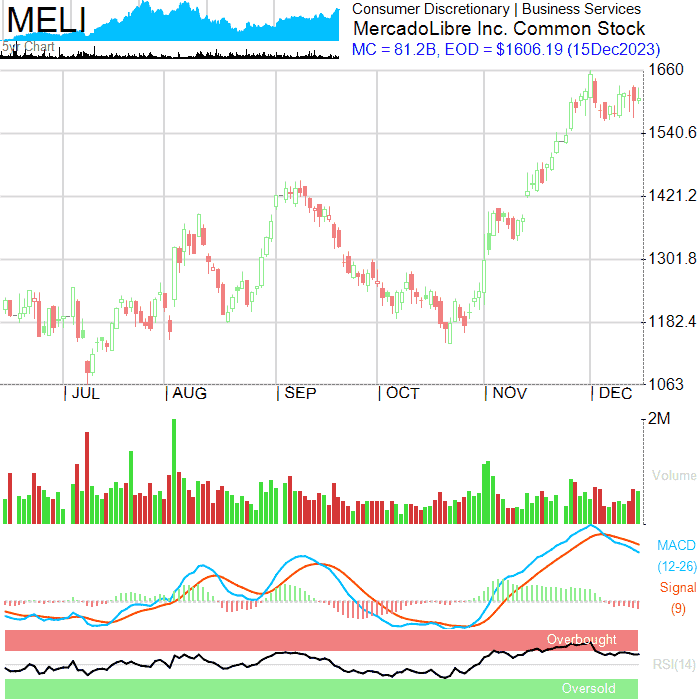 MELI
5yr Chart
Consumer Discretionary | Business Services
MercadoLibre Inc. Common Stock
MC = 81.2B, EOD = $1606.19 (15Dec2023)
1660
1540.6
1421.2
1301.8
1182.4
1063
JUL
AUG
SEP
OCT
NOV
DEC
2M
Volume
MACD
(12-26)
Signal
(9)
Overbought
RSI(14)
Oversold